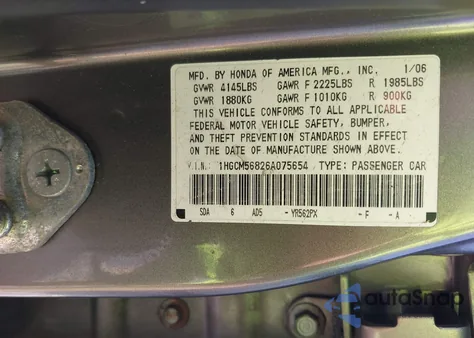 MFD. BY HONDA OF AMERICA MFG., INC. 1/06
GVWR 4145LBS GAWR F 2225LBS R 1985LBS
GVWR 1880KG GAWR F 1010KG R 900KG
THIS VEHICLE CONFORMS TO ALL APPLICABLE
FEDERAL MOTOR VEHICLE SAFETY, BUMPER,
AND THEFT PREVENTION STANDARDS IN EFFECT
ON THE DATE OF MANUFACTURE SHOWN ABOVE.
V.I.N. 1HGCM56826A075654 TYPE: PASSENGER CAR
SDA 6 AD5 - YR562PX - F - A
autoSnap